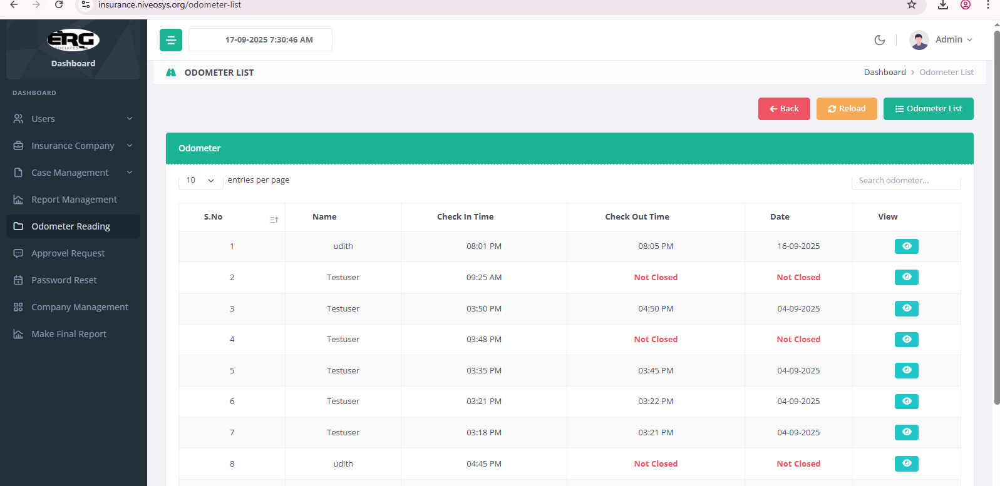 insurance.niveosys.org/odometer-list
ERG
SOCIATES
Dashboard
17-09-2025 7:30:46 AM
Admin
DASHBOARD
Users
Insurance Company
Case Management
Report Management
Odometer Reading
Approvel Request
Password Reset
Company Management
Make Final Report
ODOMETER LIST
Dashboard > Odometer List
Back Reload Odometer List
Odometer
10 entries per page Search odometer...
S.No Name Check In Time Check Out Time Date View
1 udith 08:01 PM 08:05 PM 16-09-2025
2 Testuser 09:25 AM Not Closed Not Closed
3 Testuser 03:50 PM 04:50 PM 04-09-2025
4 Testuser 03:48 PM Not Closed Not Closed
5 Testuser 03:35 PM 03:45 PM 04-09-2025
6 Testuser 03:21 PM 03:22 PM 04-09-2025
7 Testuser 03:18 PM 03:21 PM 04-09-2025
8 udith 04:45 PM Not Closed Not Closed